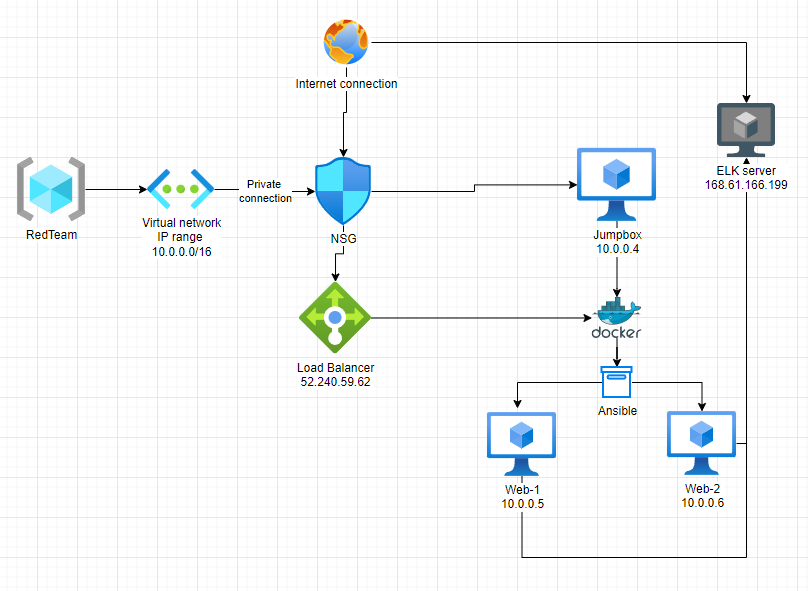 Internet connection
ELK server
168.61.166.199
Private
connection
RedTeam
Virtual network
IP range
10.0.0.0/16
NSG
Jumpbox
10.0.0.4
docker
Load Balancer
52.240.59.62
Ansible
Web-1
10.0.0.5
Web-2
10.0.0.6